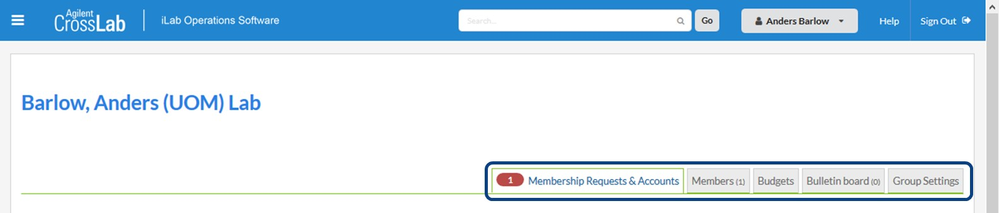 Agilent
CrossLab
iLab Operations Software
Search...
Go
Anders Barlow
Help
Sign Out
Barlow, Anders (UOM) Lab
1 Membership Requests & Accounts
Members (1)
Budgets
Bulletin board (0)
Group Settings